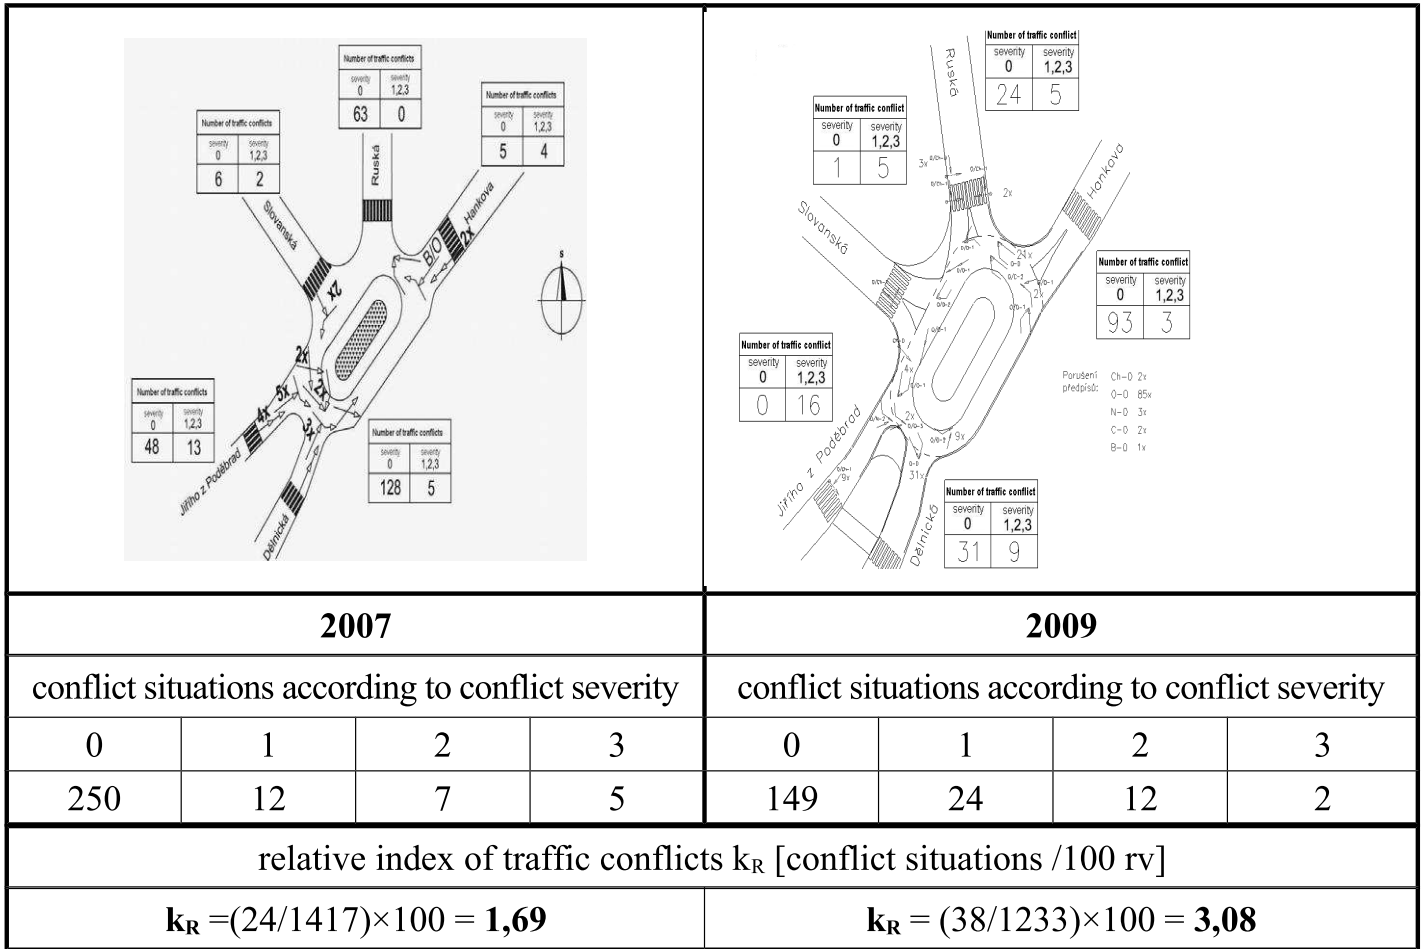 Number of traffic conflicts
severity severity
0 1,2,3
63 0
Number of traffic conflicts
severity severity
0 1,2,3
5 4
Number of traffic conflicts
severity severity
0 1,2,3
6 2
Ruská
Slovanská
Hankova
2x
B/O
2x
s
2x
2x
5x
4x
3x
Number of traffic conflicts
severity severity
0 1,2,3
48 13
Number of traffic conflicts
severity severity
0 1,2,3
128 5
Jiřího z Poděbrad
Dělnická
Number of traffic conflict
severity severity
0 1,2,3
24 5
Number of traffic conflict
severity severity
0 1,2,3
1 5
Ruská
Hankova
Slovanská
3x
2x
21x
2x
Number of traffic conflict
severity severity
0 1,2,3
93 3
Number of traffic conflict
severity severity
0 1,2,3
0 16
4x
2x
9x
31x
9x
Porušení
předpisů:
Ch-O 2x
O-O 85x
N-O 3x
C-O 2x
B-O 1x
Jiřího z Poděbrad
Dělnická
Number of traffic conflict
severity severity
0 1,2,3
31 9
2007 2009
conflict situations according to conflict severity conflict situations according to conflict severity
0 1 2 3 0 1 2 3
250 12 7 5 149 24 12 2
relative index of traffic conflicts kR [conflict situations /100 rv]
kR =(24/1417)×100 = 1,69 kR = (38/1233)×100 = 3,08